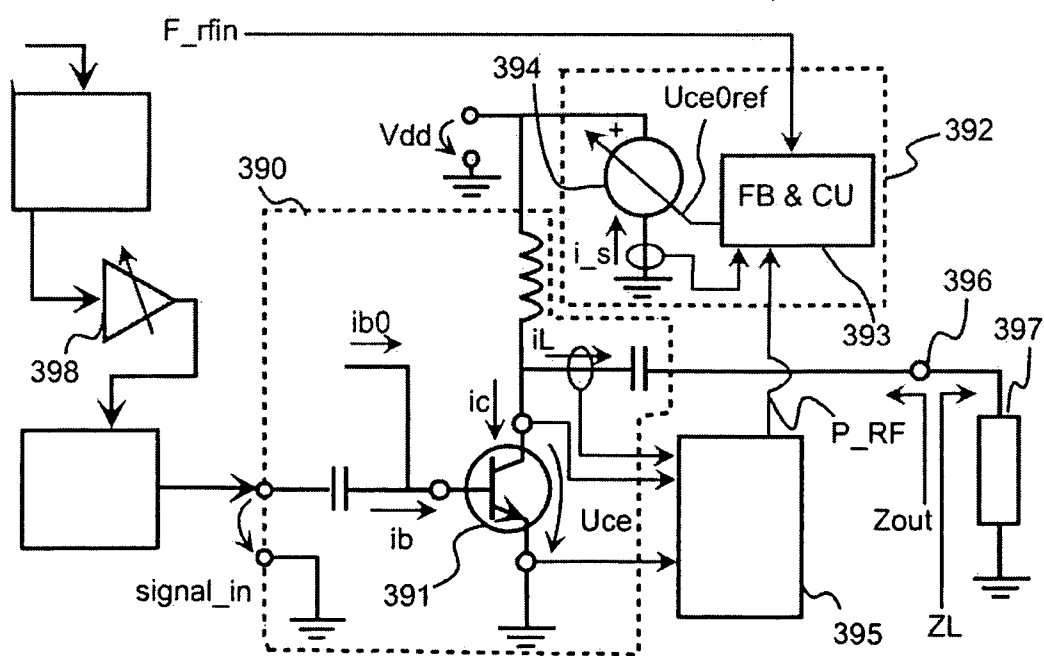 F_rfin
394
Uce0ref
392
Vdd
+
FB & CU
390
i_s
393
396
397
398
ib0
iL
ic
P_RF
Uce
Zout
ib
signal_in
391
395
ZL